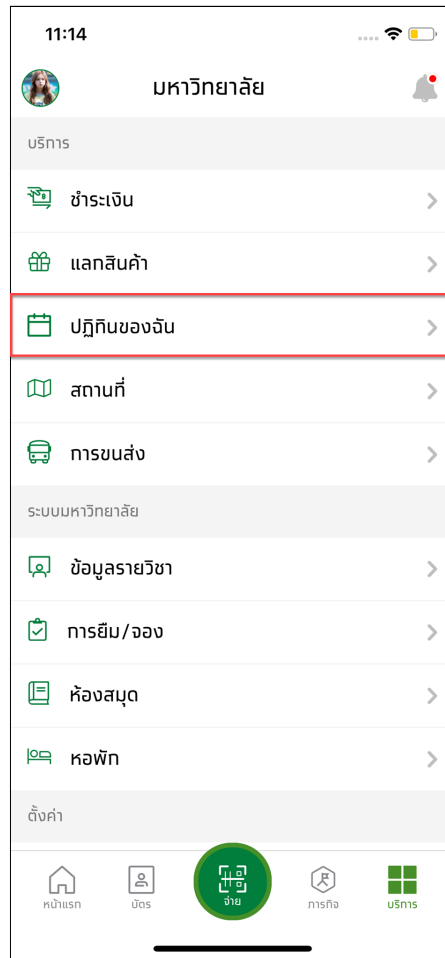 11:14
มหาวิทยาลัย
บริการ
ชำระเงิน
แลกสินค้า
ปฏิทินของฉัน
สถานที่
การขนส่ง
ระบบมหาวิทยาลัย
ข้อมูลรายวิชา
การยืม/จอง
ห้องสมุด
หอพัก
ตั้งค่า
หน้าแรก บัตร จ่าย ภารกิจ บริการ